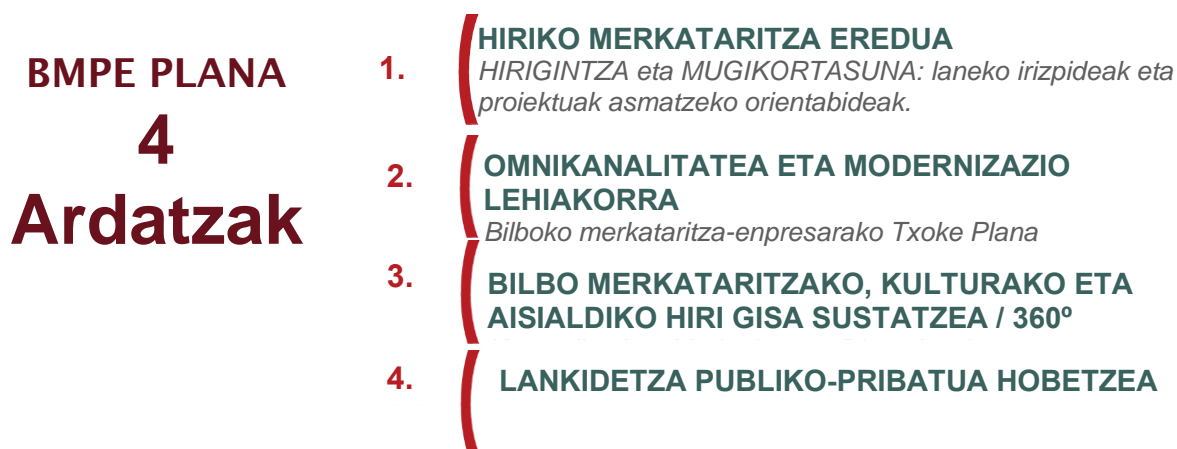 BMPE PLANA
4
Ardatzak
1.
HIRIKO MERKATARITZA EREDUA
HIRIGINTZA eta MUGIKORTASUNA: laneko irizpideak eta
proiektuak asmatzeko orientabideak.
2.
OMNIKANALITATEA ETA MODERNIZAZIO
LEHIAKORRA
Bilboko merkataritza-enpresarako Txoke Plana
3.
BILBO MERKATARITZAKO, KULTURAKO ETA
AISIALDIKO HIRI GISA SUSTATZEA / 360º
4.
LANKIDETZA PUBLIKO-PRIBATUA HOBETZEA